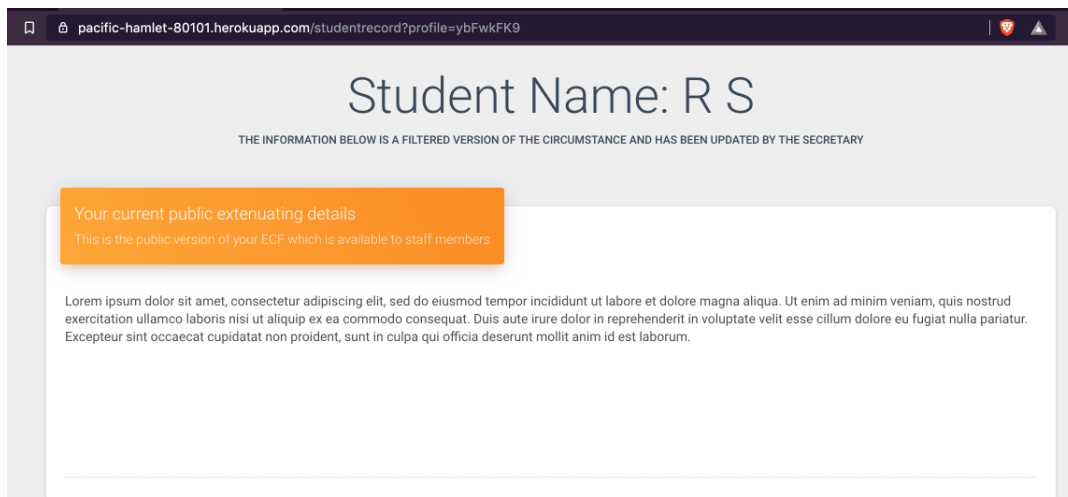 pacific-hamlet-80101.herokuapp.com/studentrecord?profile=ybFwkFK9
Student Name: R S
THE INFORMATION BELOW IS A FILTERED VERSION OF THE CIRCUMSTANCE AND HAS BEEN UPDATED BY THE SECRETARY
Your current public extenuating details
This is the public version of your ECF which is available to staff members
Lorem ipsum dolor sit amet, consectetur adipiscing elit, sed do eiusmod tempor incididunt ut labore et dolore magna aliqua. Ut enim ad minim veniam, quis nostrud
exercitation ullamco laboris nisi ut aliquip ex ea commodo consequat. Duis aute irure dolor in reprehenderit in voluptate velit esse cillum dolore eu fugiat nulla pariatur.
Excepteur sint occaecat cupidatat non proident, sunt in culpa qui officia deserunt mollit anim id est laborum.